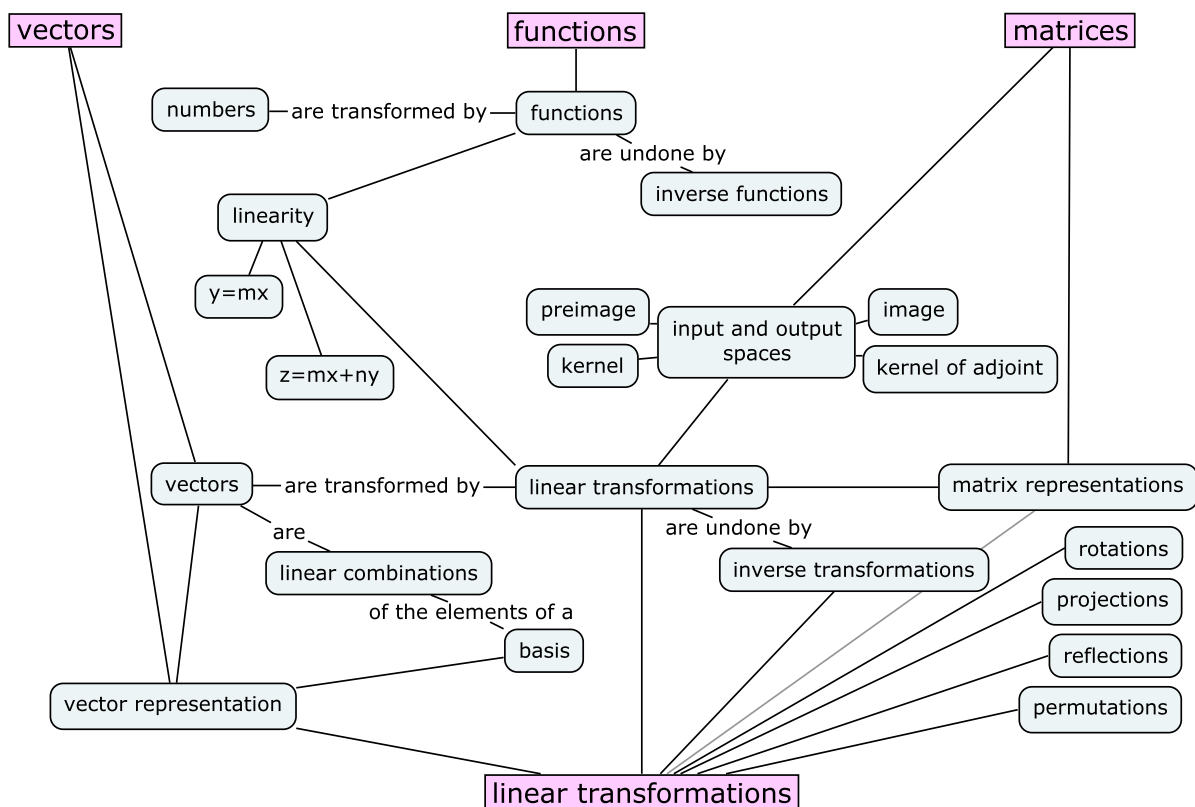 vectors
functions
matrices
numbers
are transformed by
functions
are undone by
inverse functions
linearity
y=mx
z=mx+ny
preimage
input and output
spaces
image
kernel
kernel of adjoint
vectors
are transformed by
linear transformations
matrix representations
are
are undone by
linear combinations
inverse transformations
rotations
of the elements of a
projections
basis
reflections
vector representation
permutations
linear transformations